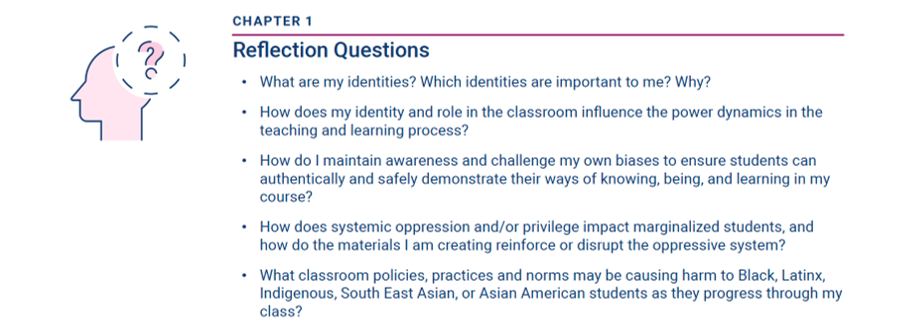 CHAPTER 1
Reflection Questions
• What are my identities? Which identities are important to me? Why?
• How does my identity and role in the classroom influence the power dynamics in the
teaching and learning process?
• How do I maintain awareness and challenge my own biases to ensure students can
authentically and safely demonstrate their ways of knowing, being, and learning in my
course?
• How does systemic oppression and/or privilege impact marginalized students, and
how do the materials I am creating reinforce or disrupt the oppressive system?
• What classroom policies, practices and norms may be causing harm to Black, Latinx,
Indigenous, South East Asian, or Asian American students as they progress through my
class?